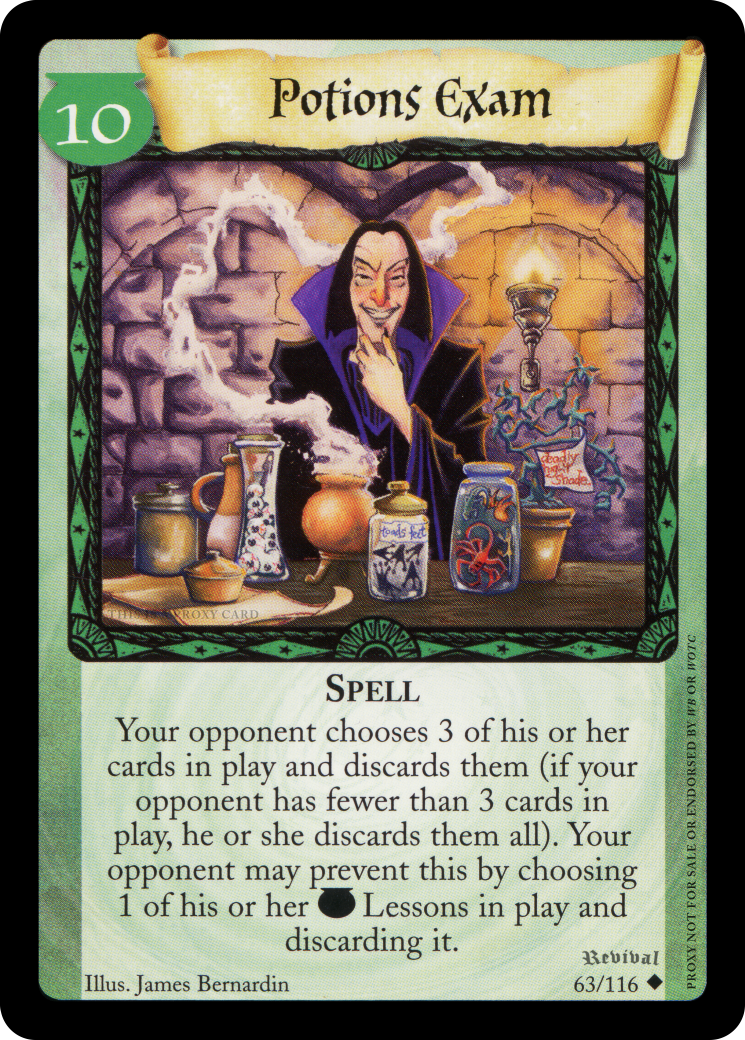 10
Potions Exam
deadly
night
shade.
toads feet
THIS IS A PROXY CARD
SPELL
Your opponent chooses 3 of his or her
cards in play and discards them (if your
opponent has fewer than 3 cards in
play, he or she discards them all). Your
opponent may prevent this by choosing
1 of his or her Lessons in play and
discarding it.
Revival
Illus. James Bernardin
63/116
PROXY NOT FOR SALE OR ENDORSED BY WB OR WOTC